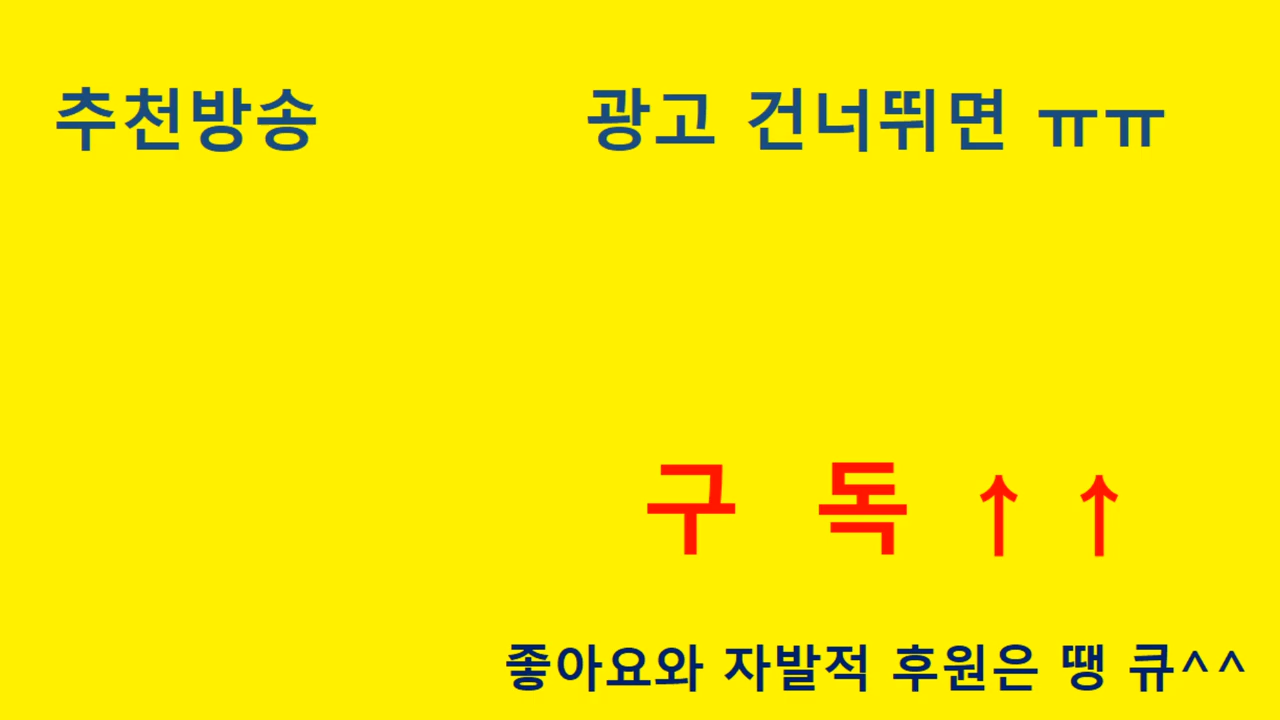 추천방송
광고 건너뛰면 ㅠㅠ
구 독 ↑ ↑
좋아요와 자발적 후원은 땡 큐^^